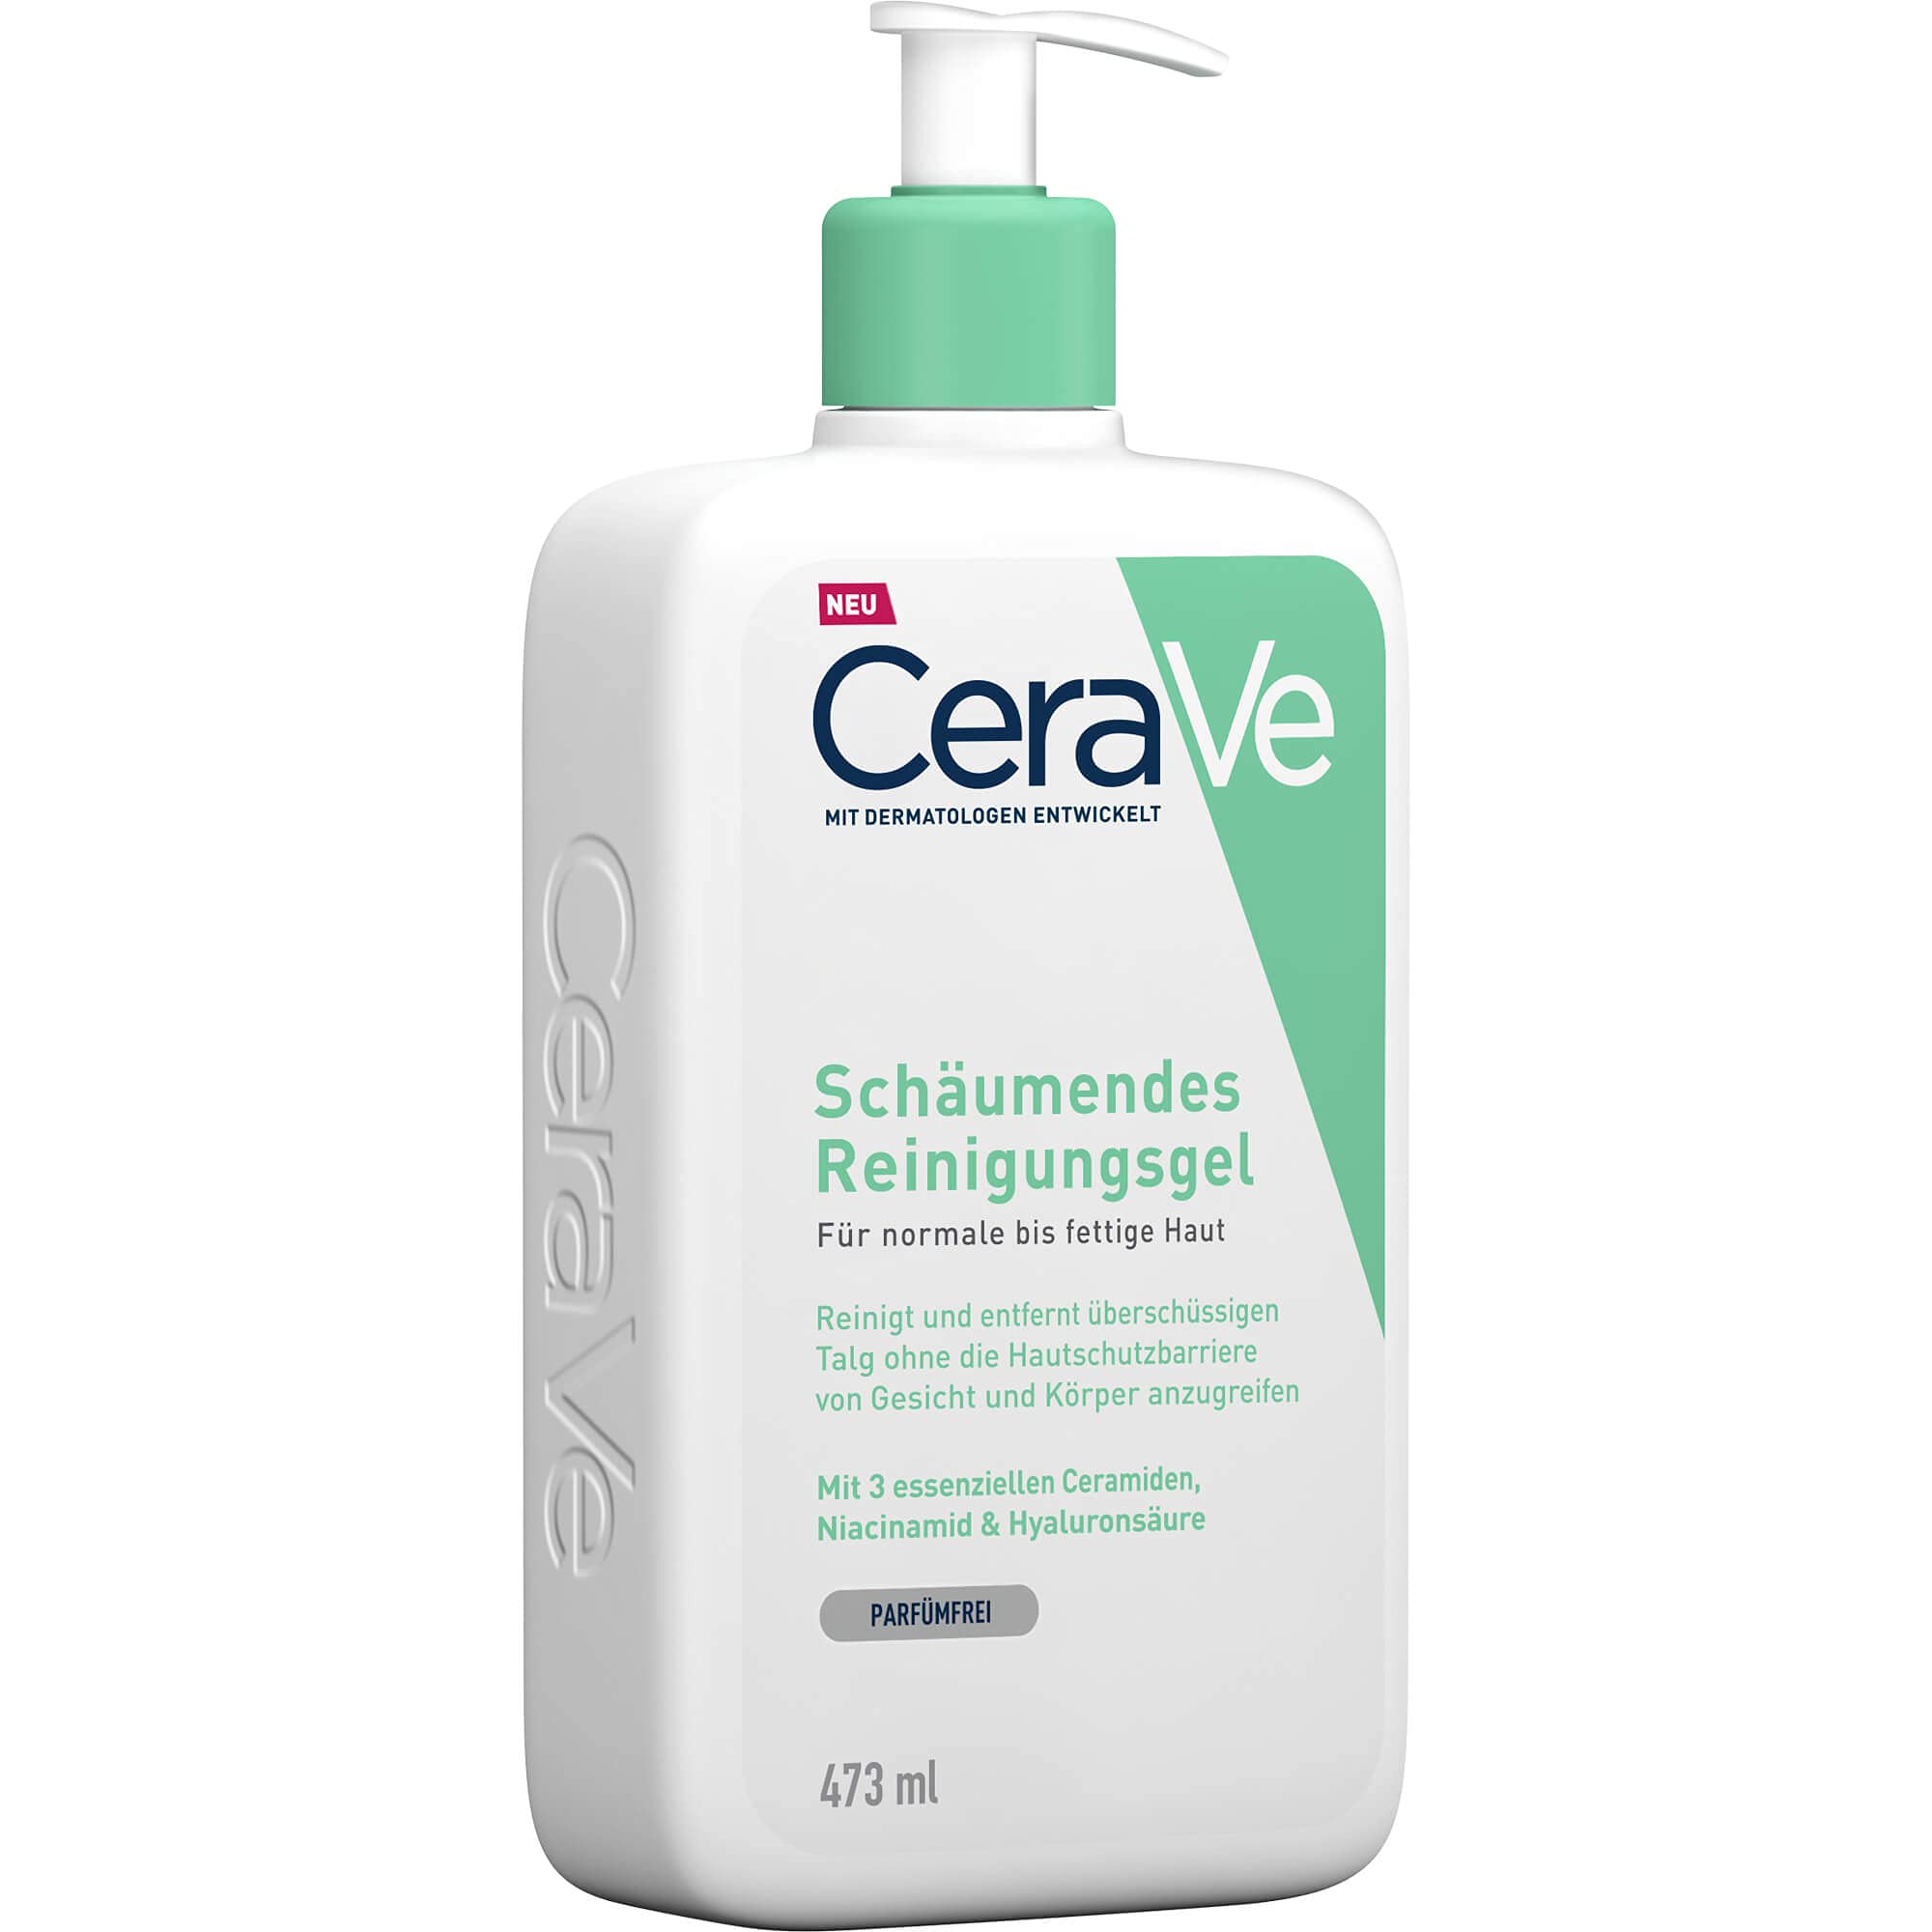 NEU
CeraVe
MIT DERMATOLOGEN ENTWICKELT
Schäumendes
Reinigungsgel
Für normale bis fettige Haut
Reinigt und entfernt überschüssigen
Talg ohne die Hautschutzbarriere
von Gesicht und Körper anzugreifen
Mit 3 essenziellen Ceramiden,
Niacinamid & Hyaluronsäure
PARFÜMFREI
473 ml
CeraVe